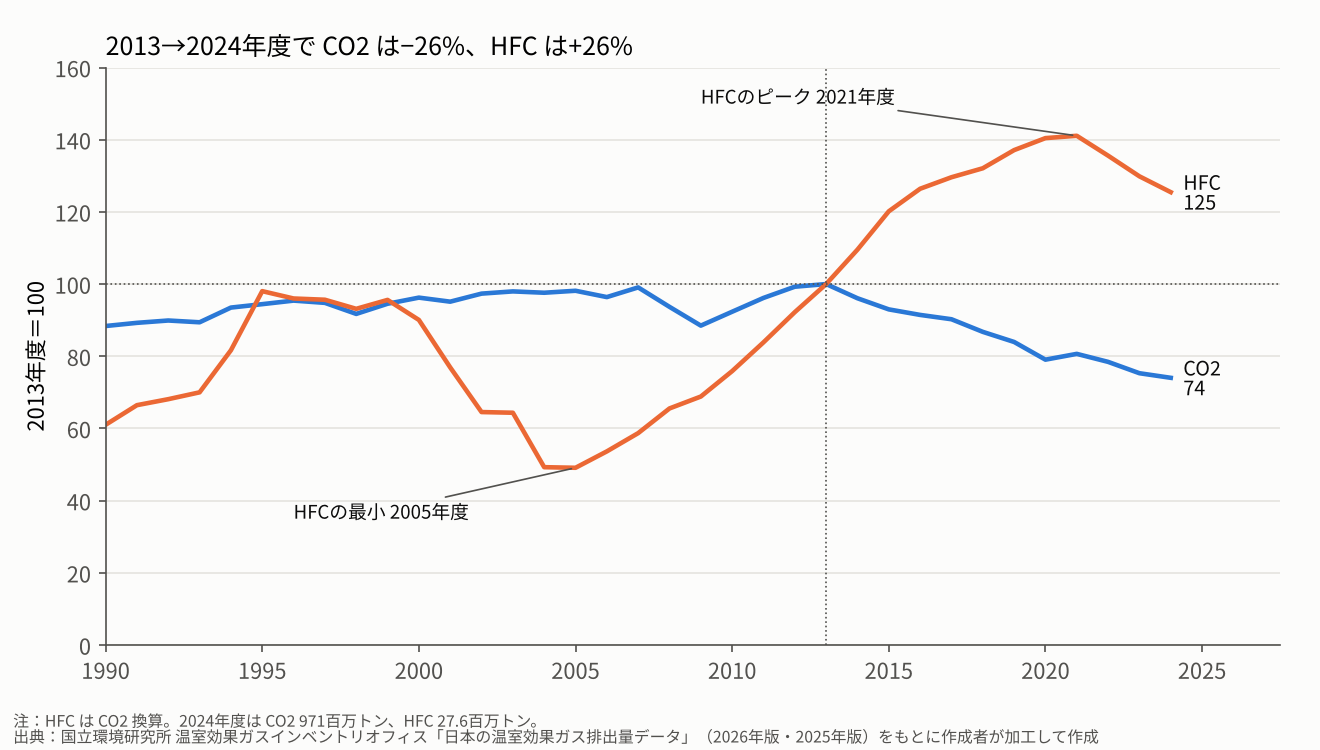 2013→2024年度で CO2 は−26%、HFC は+26%
160
140
120
100
80
60
40
20
0
2013年度＝100
HFCのピーク 2021年度
HFC
125
CO2
74
HFCの最小 2005年度
1990 1995 2000 2005 2010 2015 2020 2025
注：HFC は CO2 換算。2024年度は CO2 971百万トン、HFC 27.6百万トン。
出典：国立環境研究所 温室効果ガスインベントリオフィス「日本の温室効果ガス排出量データ」（2026年版・2025年版）をもとに作成者が加工して作成